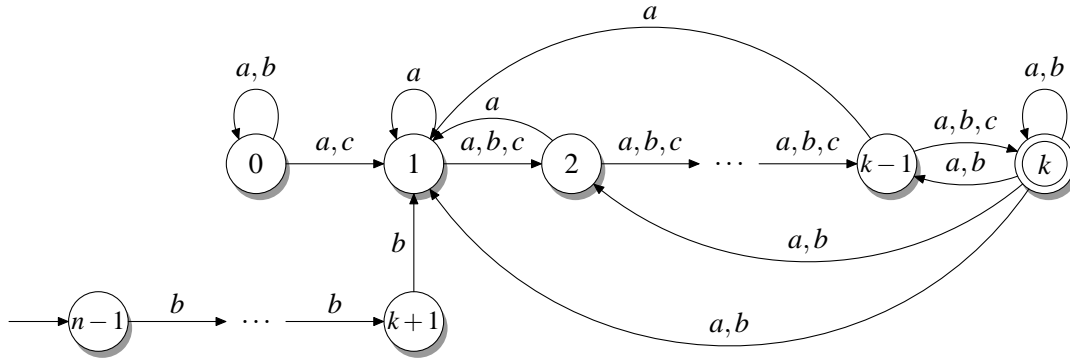 a
a, b
a
a
a, b
a, b, c
0
a, c
1
a, b, c
2
a, b, c
···
a, b, c
k−1
a, b
k
b
a, b
n−1
b
···
b
k+1
a, b